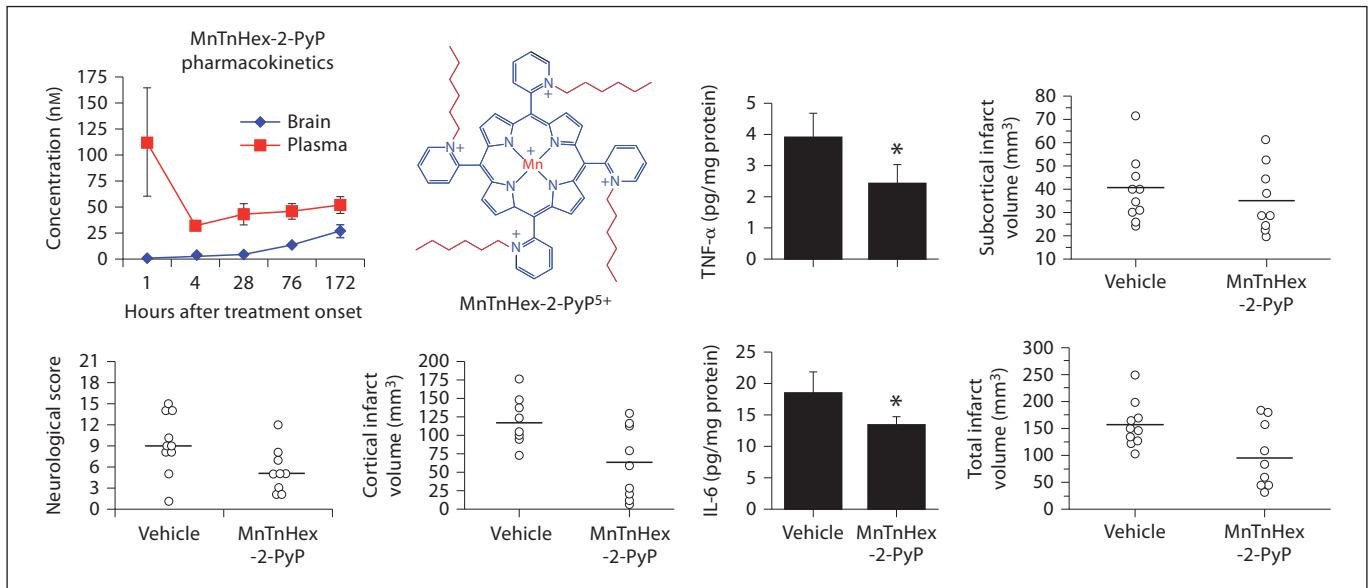 MnTnHex-2-PyP
pharmacokinetics
Concentration (nM)
175
150
125
100
75
50
25
0
Brain
Plasma
1 4 28 76 172
Hours after treatment onset
N
+
N
+
N
+
N
+
N N
N N
+
Mn
MnTnHex-2-PyP5+
TNF-α (pg/mg protein)
5
4
3
2
1
0
*
Subcortical infarct
volume (mm³)
80
70
60
50
40
30
20
10
Vehicle MnTnHex
-2-PyP
Neurological score
21
18
15
12
9
6
3
0
Vehicle MnTnHex
-2-PyP
Cortical infarct
volume (mm³)
200
175
150
125
100
75
50
25
0
Vehicle MnTnHex
-2-PyP
IL-6 (pg/mg protein)
25
20
15
10
5
0
*
Vehicle MnTnHex
-2-PyP
Total infarct
volume (mm³)
300
250
200
150
100
50
0
Vehicle MnTnHex
-2-PyP